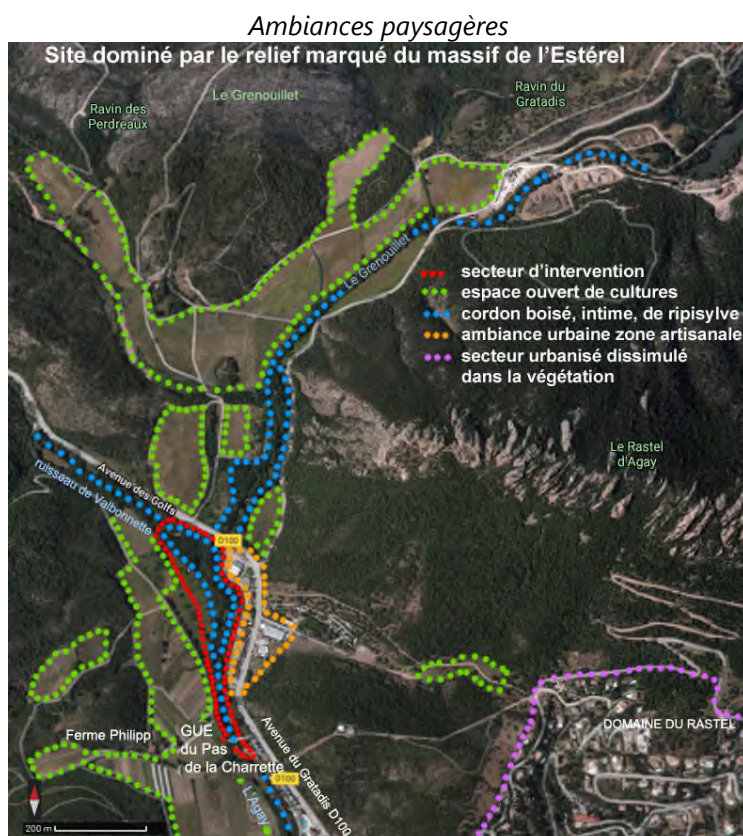 Ambiances paysagères
Site dominé par le relief marqué du massif de l'Estérel
Le Grenouillet
Ravin du
Gratadis
Ravin des
Perdreaux
Le Grenouillet
secteur d'intervention
espace ouvert de cultures
cordon boisé, intime, de ripisylve
ambiance urbaine zone artisanale
secteur urbanisé dissimulé
dans la végétation
Le Rastel
d'Agay
Avenue des Golfs
ruisseau de Valbonnette
D100
DOMAINE DU RASTEL
Ferme Philipp
GUE
du Pas
de la Charrette
Avenue du Gratadis D100
D100
L'Agay
200 m